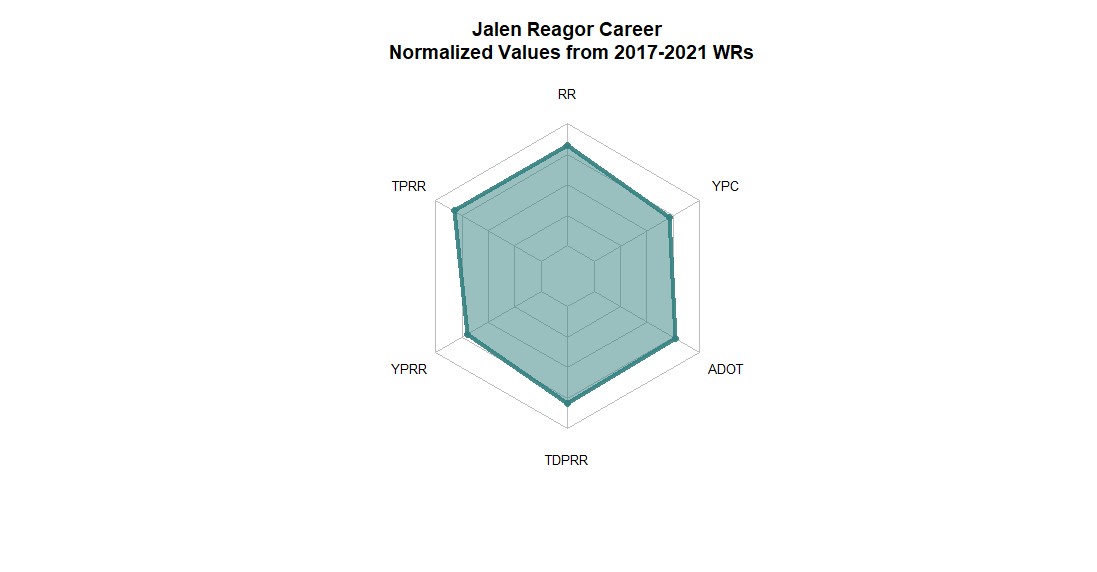 Jalen Reagor Career
Normalized Values from 2017-2021 WRs
RR
TPRR
YPC
YPRR
ADOT
TDPRR